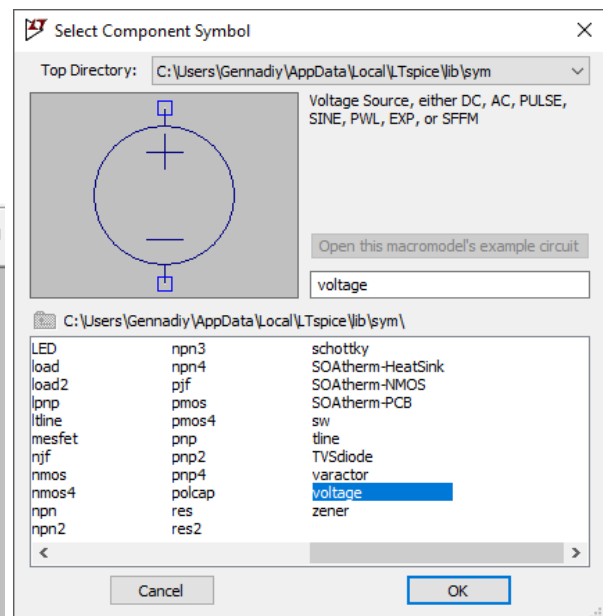 Select Component Symbol
Top Directory: C:\Users\Gennadiy\AppData\Local\LTspice\lib\sym
Voltage Source, either DC, AC, PULSE,
SINE, PWL, EXP, or SFFM
Open this macromodel's example circuit
voltage
C:\Users\Gennadiy\AppData\Local\LTspice\lib\sym\
LED npn3 schottky
load npn4 SOAtherm-HeatSink
load2 pjf SOAtherm-NMOS
lpnp pmos SOAtherm-PCB
ltline pmos4 sw
mesfet pnp tline
njf pnp2 TVSdiode
nmos pnp4 varactor
nmos4 polcap voltage
npn res zener
npn2 res2
Cancel OK